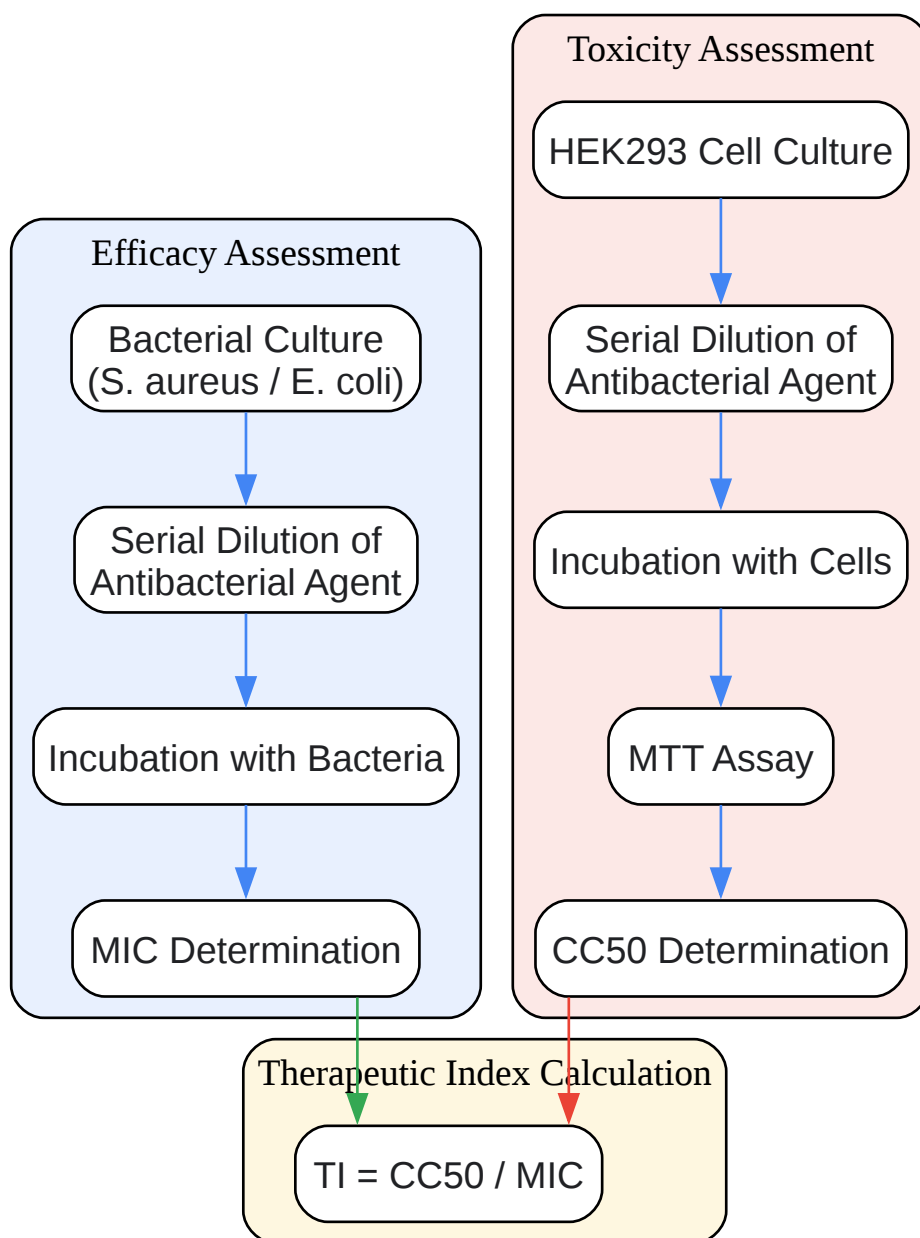 Efficacy Assessment
Bacterial Culture
(S. aureus / E. coli)
Serial Dilution of
Antibacterial Agent
Incubation with Bacteria
MIC Determination
Toxicity Assessment
HEK293 Cell Culture
Serial Dilution of
Antibacterial Agent
Incubation with Cells
MTT Assay
CC50 Determination
Therapeutic Index Calculation
TI = CC50 / MIC